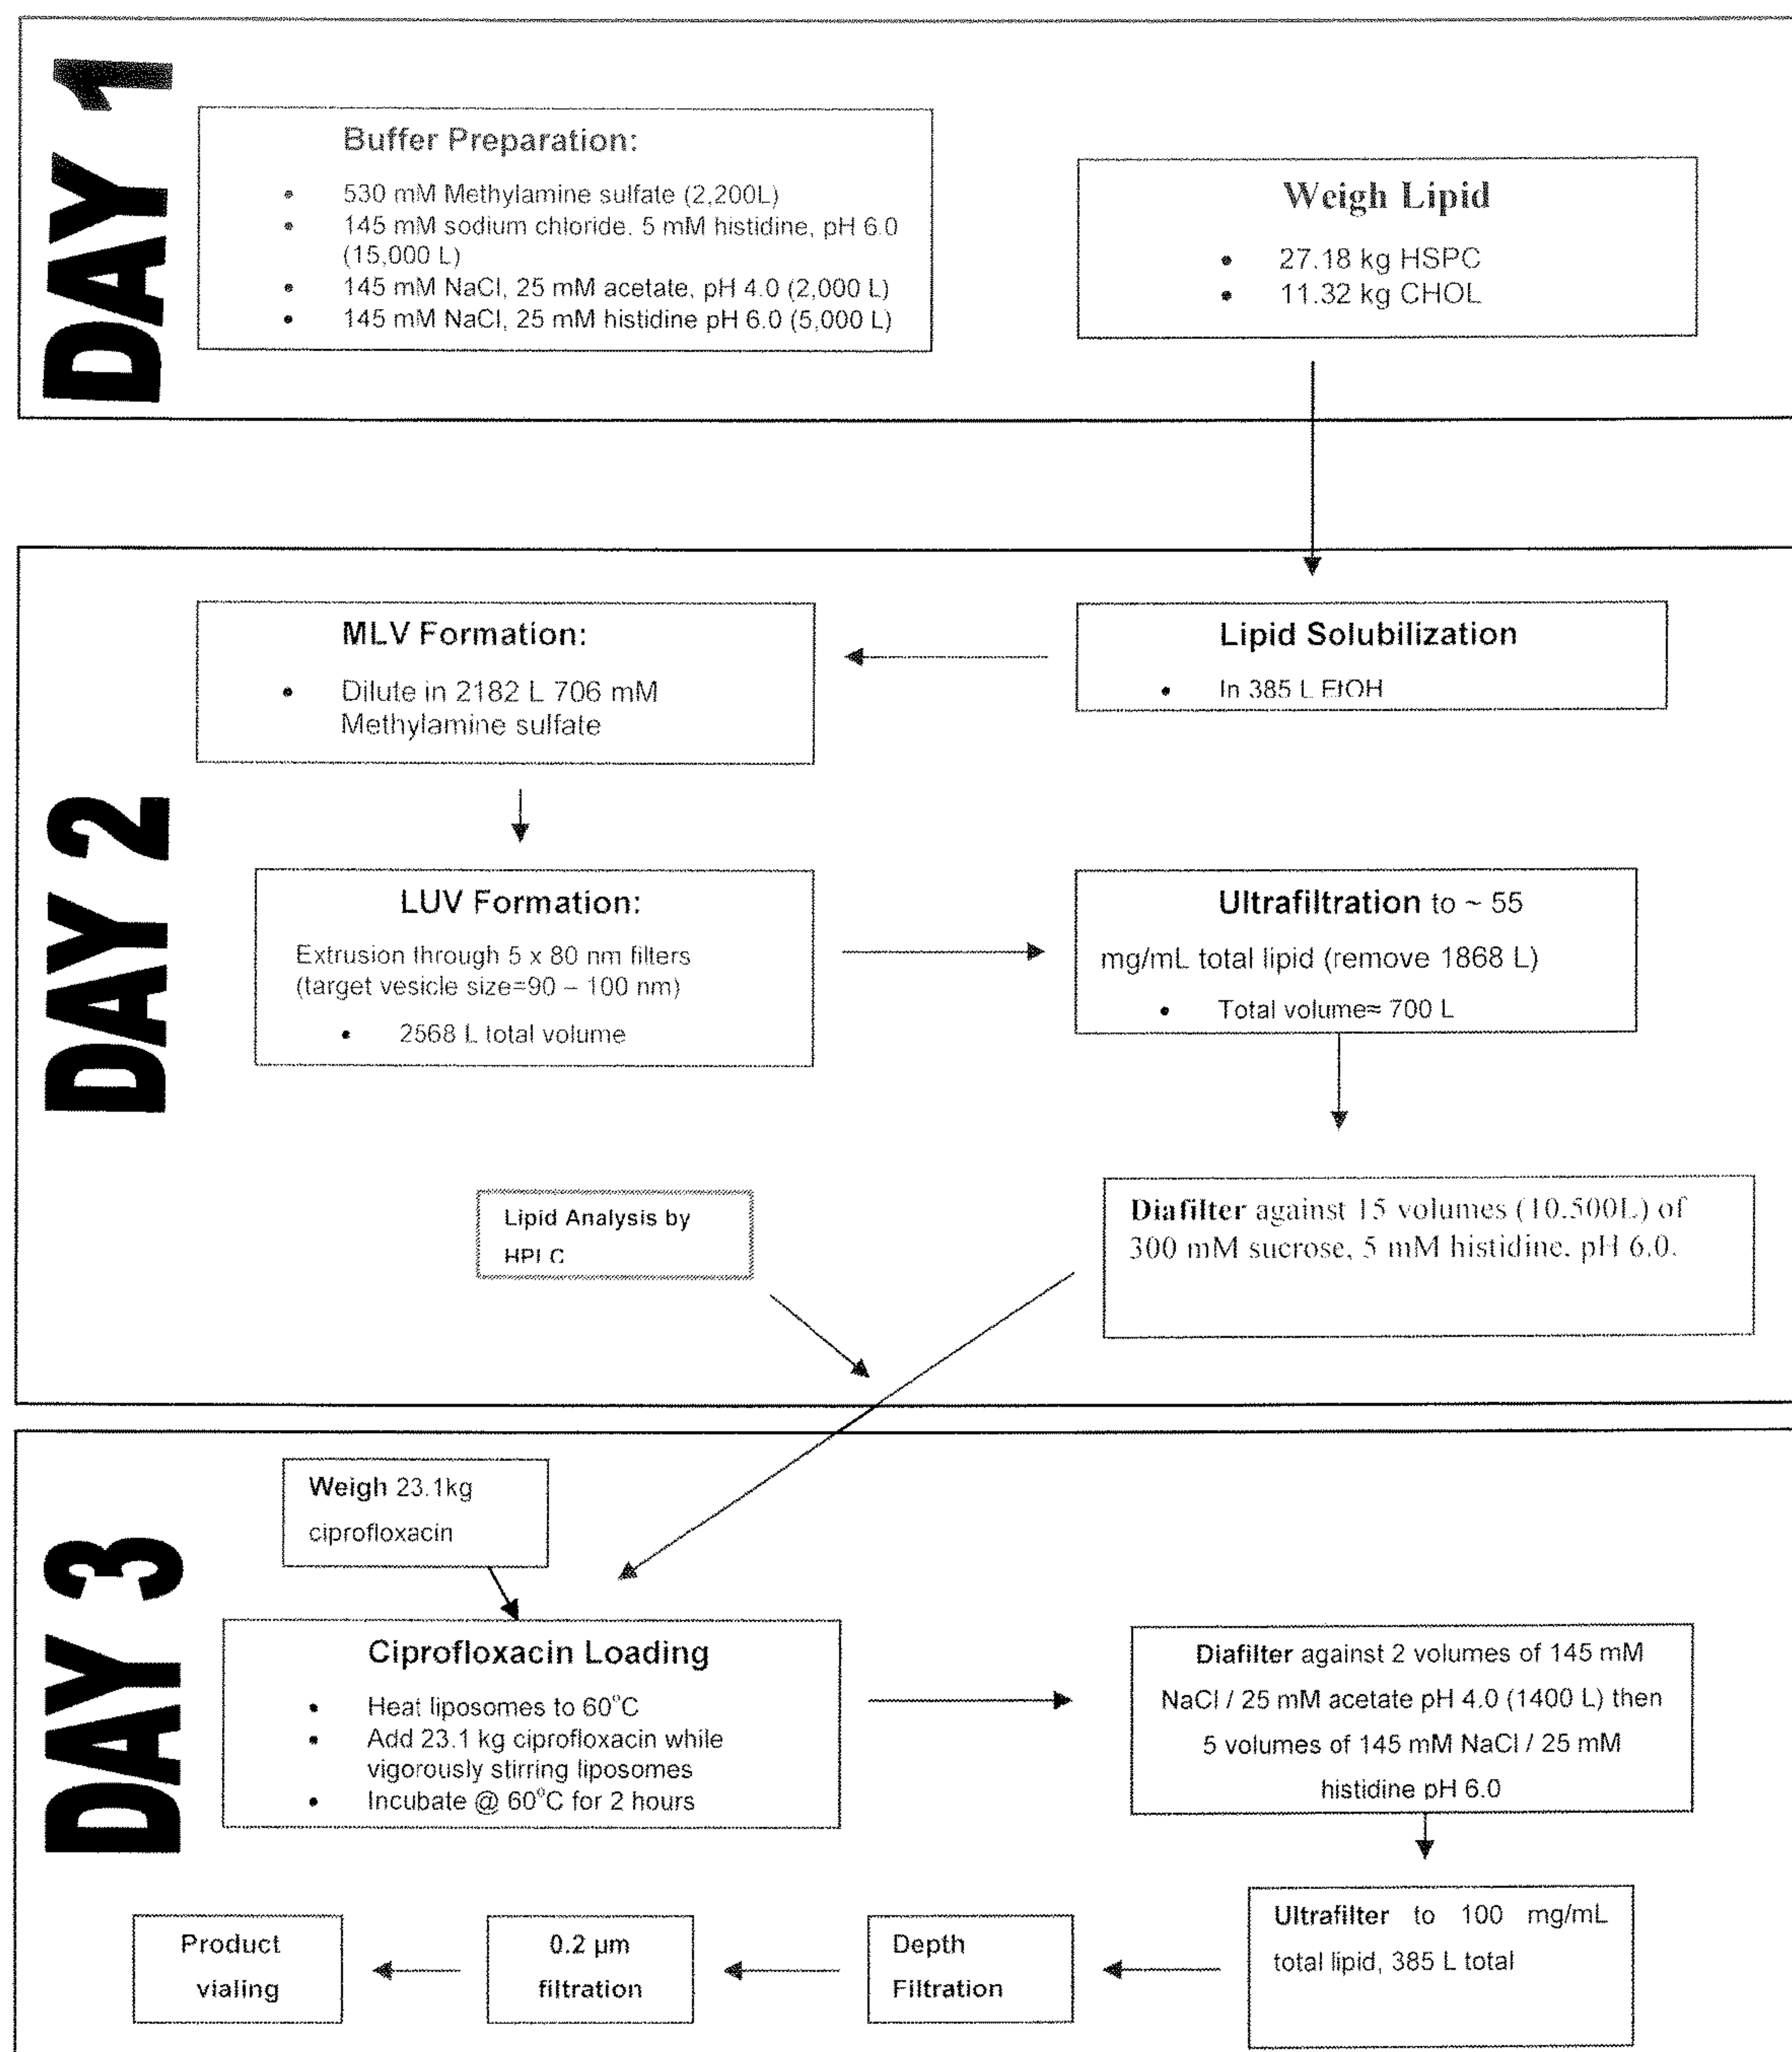 DAY 1
Buffer Preparation:
• 530 mM Methylamine sulfate (2,200L)
• 145 mM sodium chloride. 5 mM histidine, pH 6.0
(15,000 L)
• 145 mM NaCl, 25 mM acetate, pH 4.0 (2,000 L)
• 145 mM NaCl, 25 mM histidine pH 6.0 (5,000 L)
Weigh Lipid
• 27.18 kg HSPC
• 11.32 kg CHOL
DAY 2
Lipid Solubilization
• In 385 L EtOH
MLV Formation:
• Dilute in 2182 L 706 mM
Methylamine sulfate
LUV Formation:
Extrusion through 5 x 80 nm filters
(target vesicle size=90 – 100 nm)
• 2568 L total volume
Ultrafiltration to ~ 55
mg/mL total lipid (remove 1868 L)
• Total volume≈ 700 L
Diafilter against 15 volumes (10.500L) of
300 mM sucrose, 5 mM histidine. pH 6.0.
Lipid Analysis by
HPLC
DAY 3
Weigh 23.1kg
ciprofloxacin
Ciprofloxacin Loading
• Heat liposomes to 60°C
• Add 23.1 kg ciprofloxacin while
vigorously stirring liposomes
• Incubate @ 60°C for 2 hours
Diafilter against 2 volumes of 145 mM
NaCl / 25 mM acetate pH 4.0 (1400 L) then
5 volumes of 145 mM NaCl / 25 mM
histidine pH 6.0
Ultrafilter to 100 mg/mL
total lipid, 385 L total
Depth
Filtration
0.2 µm
filtration
Product
vialing